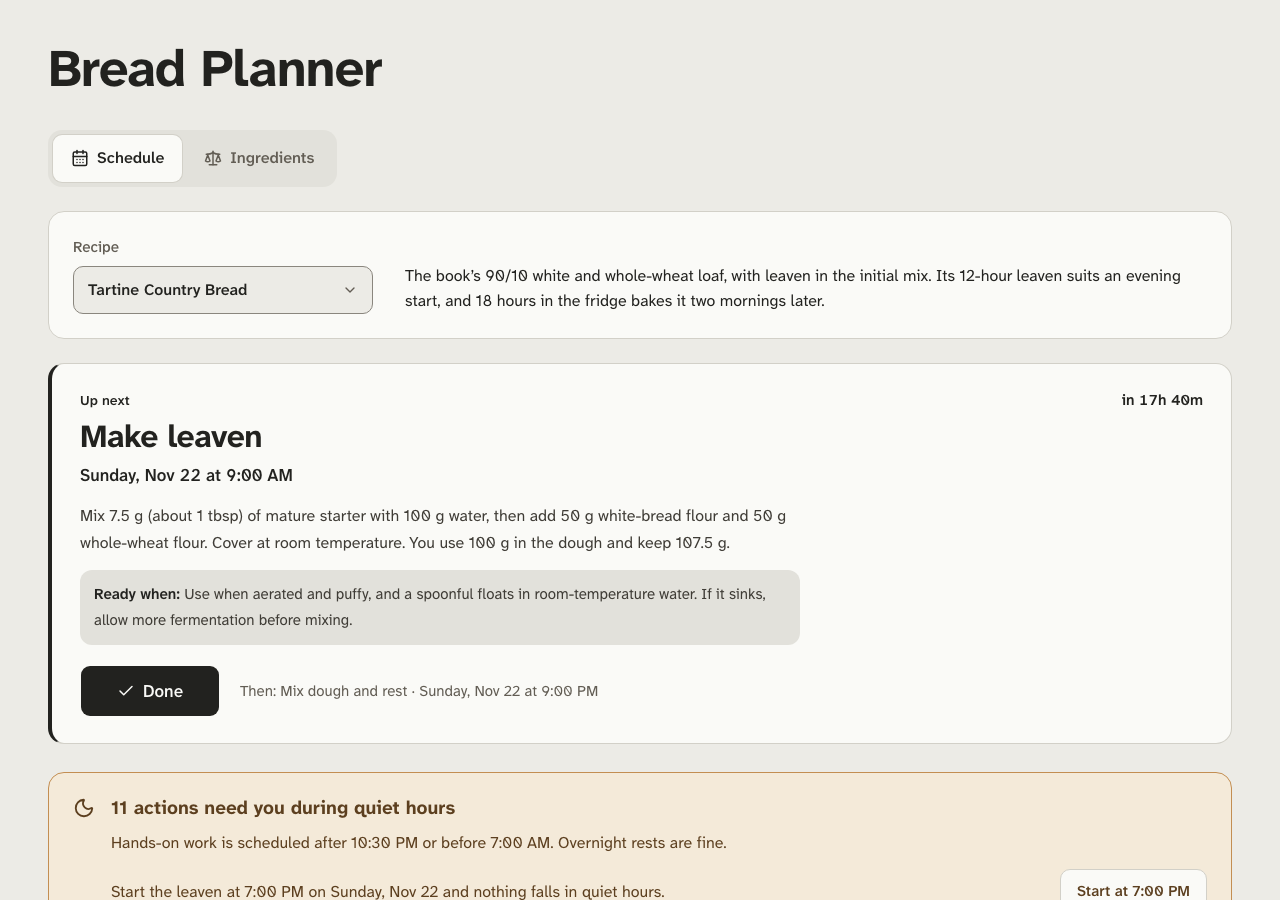 Bread Planner
Schedule
Ingredients
Recipe
Tartine Country Bread
The book’s 90/10 white and whole-wheat loaf, with leaven in the initial mix. Its 12-hour leaven suits an evening
start, and 18 hours in the fridge bakes it two mornings later.
Up next
in 17h 40m
Make leaven
Sunday, Nov 22 at 9:00 AM
Mix 7.5 g (about 1 tbsp) of mature starter with 100 g water, then add 50 g white-bread flour and 50 g
whole-wheat flour. Cover at room temperature. You use 100 g in the dough and keep 107.5 g.
Ready when: Use when aerated and puffy, and a spoonful floats in room-temperature water. If it sinks,
allow more fermentation before mixing.
Done
Then: Mix dough and rest · Sunday, Nov 22 at 9:00 PM
11 actions need you during quiet hours
Hands-on work is scheduled after 10:30 PM or before 7:00 AM. Overnight rests are fine.
Start the leaven at 7:00 PM on Sunday, Nov 22 and nothing falls in quiet hours.
Start at 7:00 PM